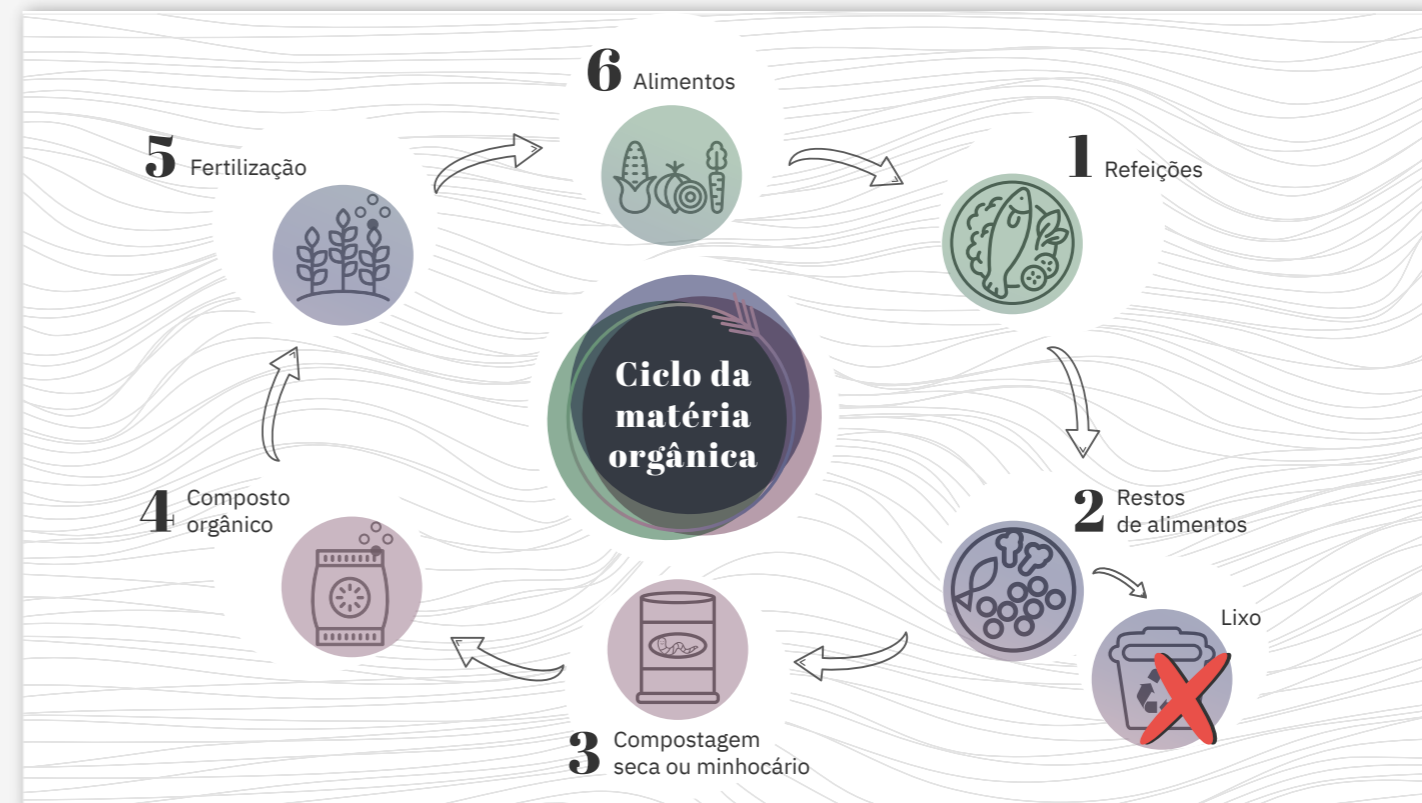 6 Alimentos
5 Fertilização
1 Refeições
Ciclo da
matéria
orgânica
4 Composto
orgânico
2 Restos
de alimentos
Lixo
3 Compostagem
seca ou minhocário